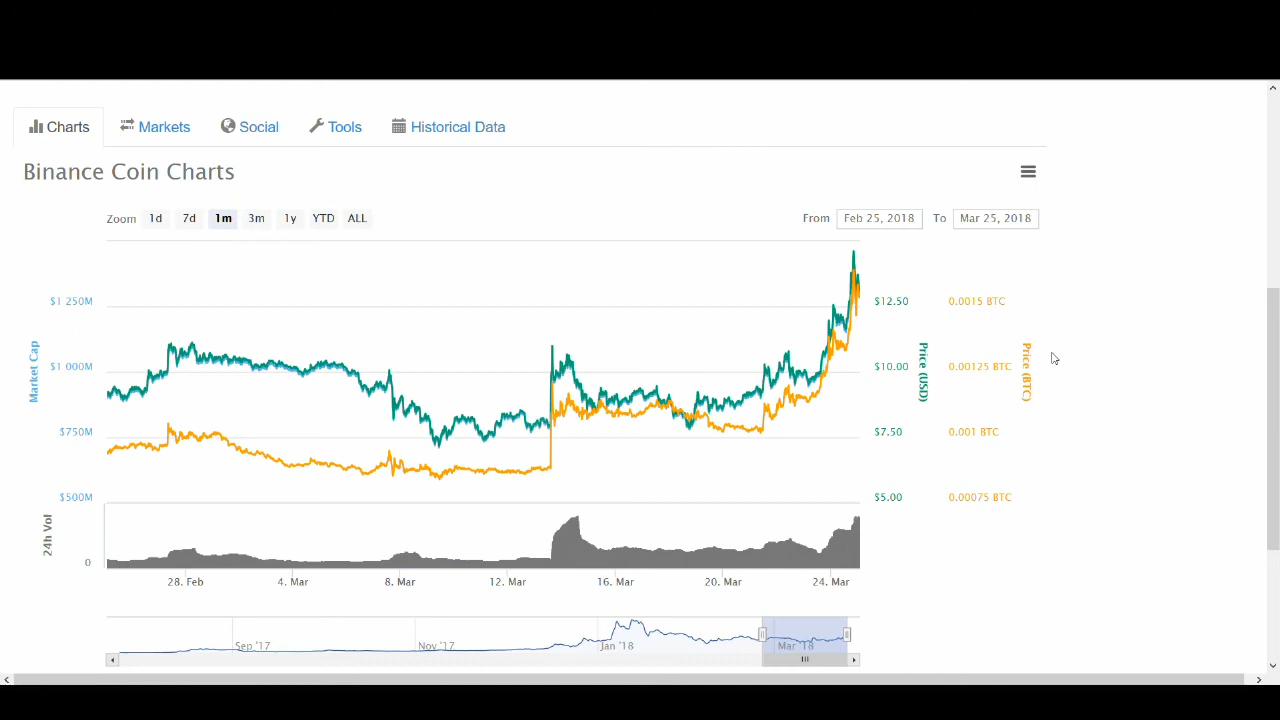 Charts Markets Social Tools Historical Data
Binance Coin Charts
Zoom 1d 7d 1m 3m 1y YTD ALL From Feb 25, 2018 To Mar 25, 2018
$1 250M $12.50 0.0015 BTC
$1 000M $10.00 0.00125 BTC
Market Cap Price (USD) Price (BTC)
$750M $7.50 0.001 BTC
$500M $5.00 0.00075 BTC
24h Vol
0
28. Feb 4. Mar 8. Mar 12. Mar 16. Mar 20. Mar 24. Mar
Sep '17 Nov '17 Jan '18 Mar '18